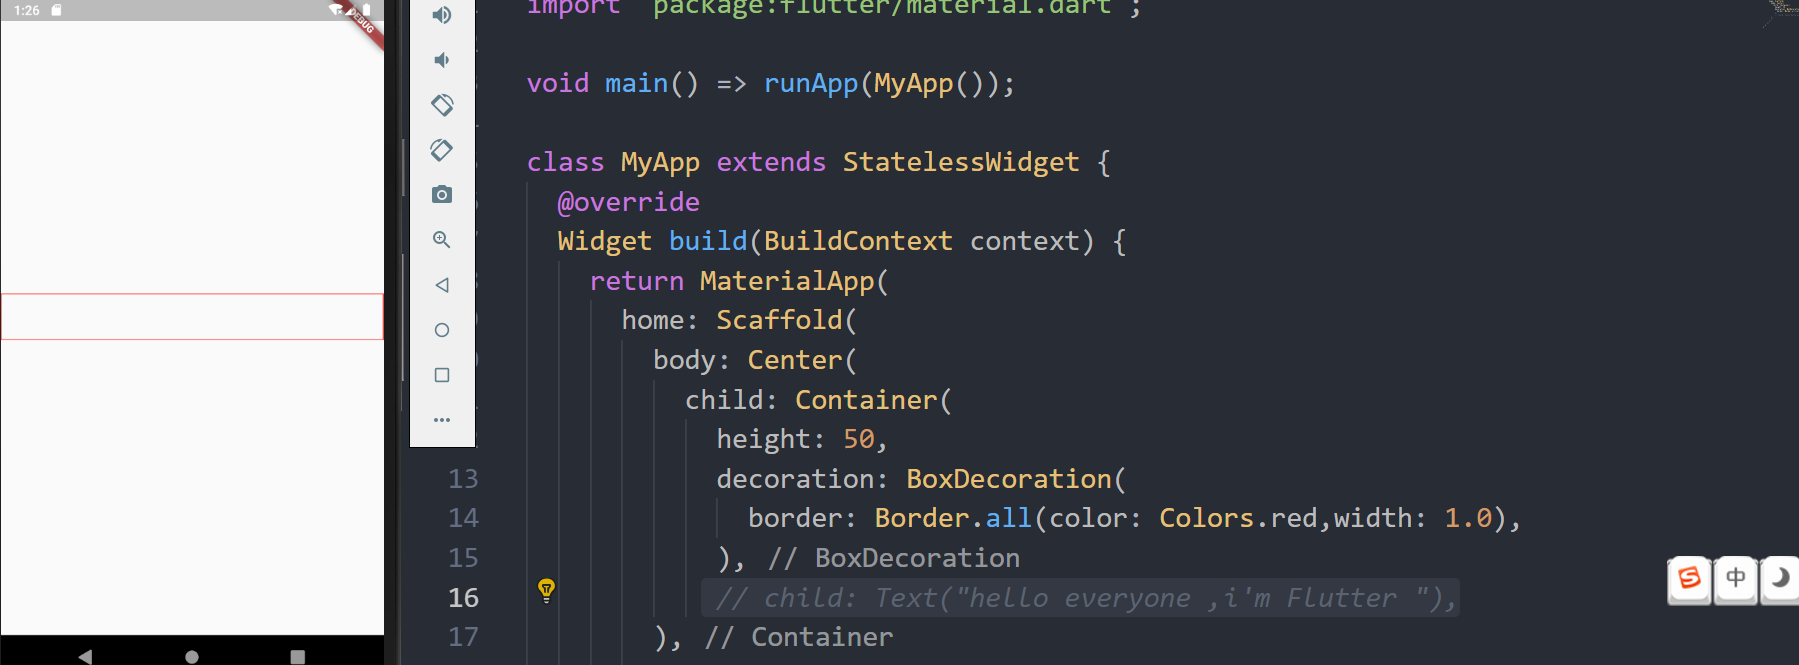 1:26
DEBUG
import 'package:flutter/material.dart';
void main() => runApp(MyApp());
class MyApp extends StatelessWidget {
@override
Widget build(BuildContext context) {
return MaterialApp(
home: Scaffold(
body: Center(
child: Container(
height: 50,
13 decoration: BoxDecoration(
14 border: Border.all(color: Colors.red,width: 1.0),
15 ), // BoxDecoration
16 // child: Text("hello everyone ,i'm Flutter "),
17 ), // Container
S 中